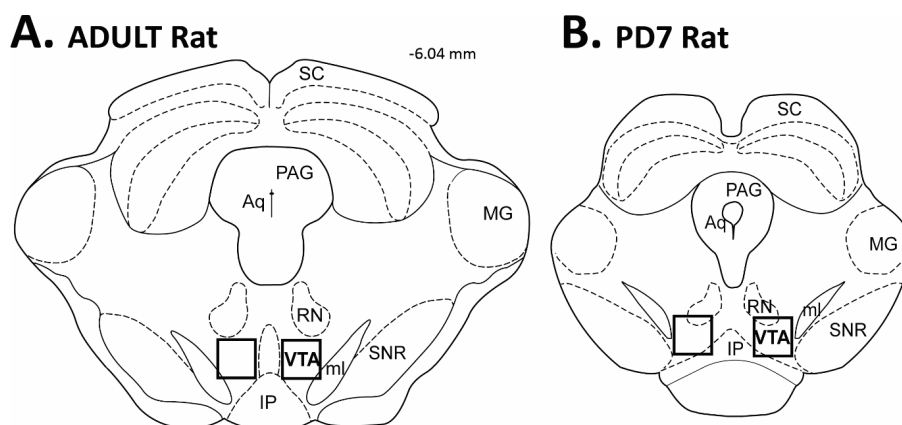 A. ADULT Rat
-6.04 mm
SC
PAG
Aq
MG
RN
VTA
ml
SNR
IP
B. PD7 Rat
SC
PAG
Aq
MG
RN
ml
VTA
IP
SNR